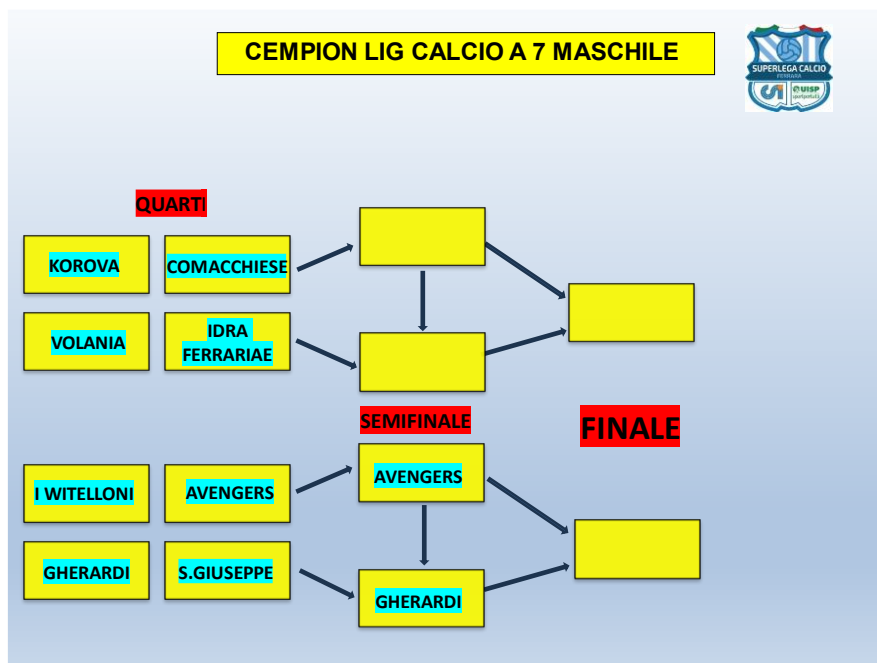 CEMPION LIG CALCIO A 7 MASCHILE
SUPERLEGA CALCIO
FERRARA
CSI UISP
QUARTI
KOROVA
COMACCHIESE
VOLANIA
IDRA
FERRARIAE
SEMIFINALE
FINALE
I WITELLONI
AVENGERS
AVENGERS
GHERARDI
S.GIUSEPPE
GHERARDI